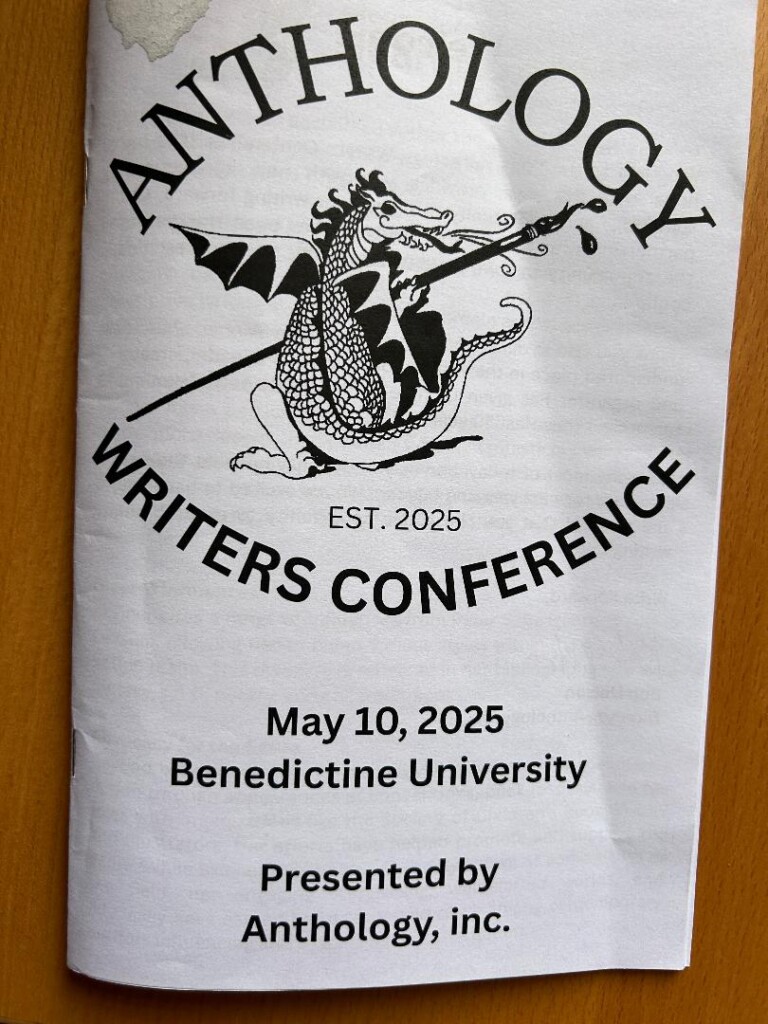 ANTHOLOGY
EST. 2025
WRITERS CONFERENCE
May 10, 2025
Benedictine University
Presented by
Anthology, inc.